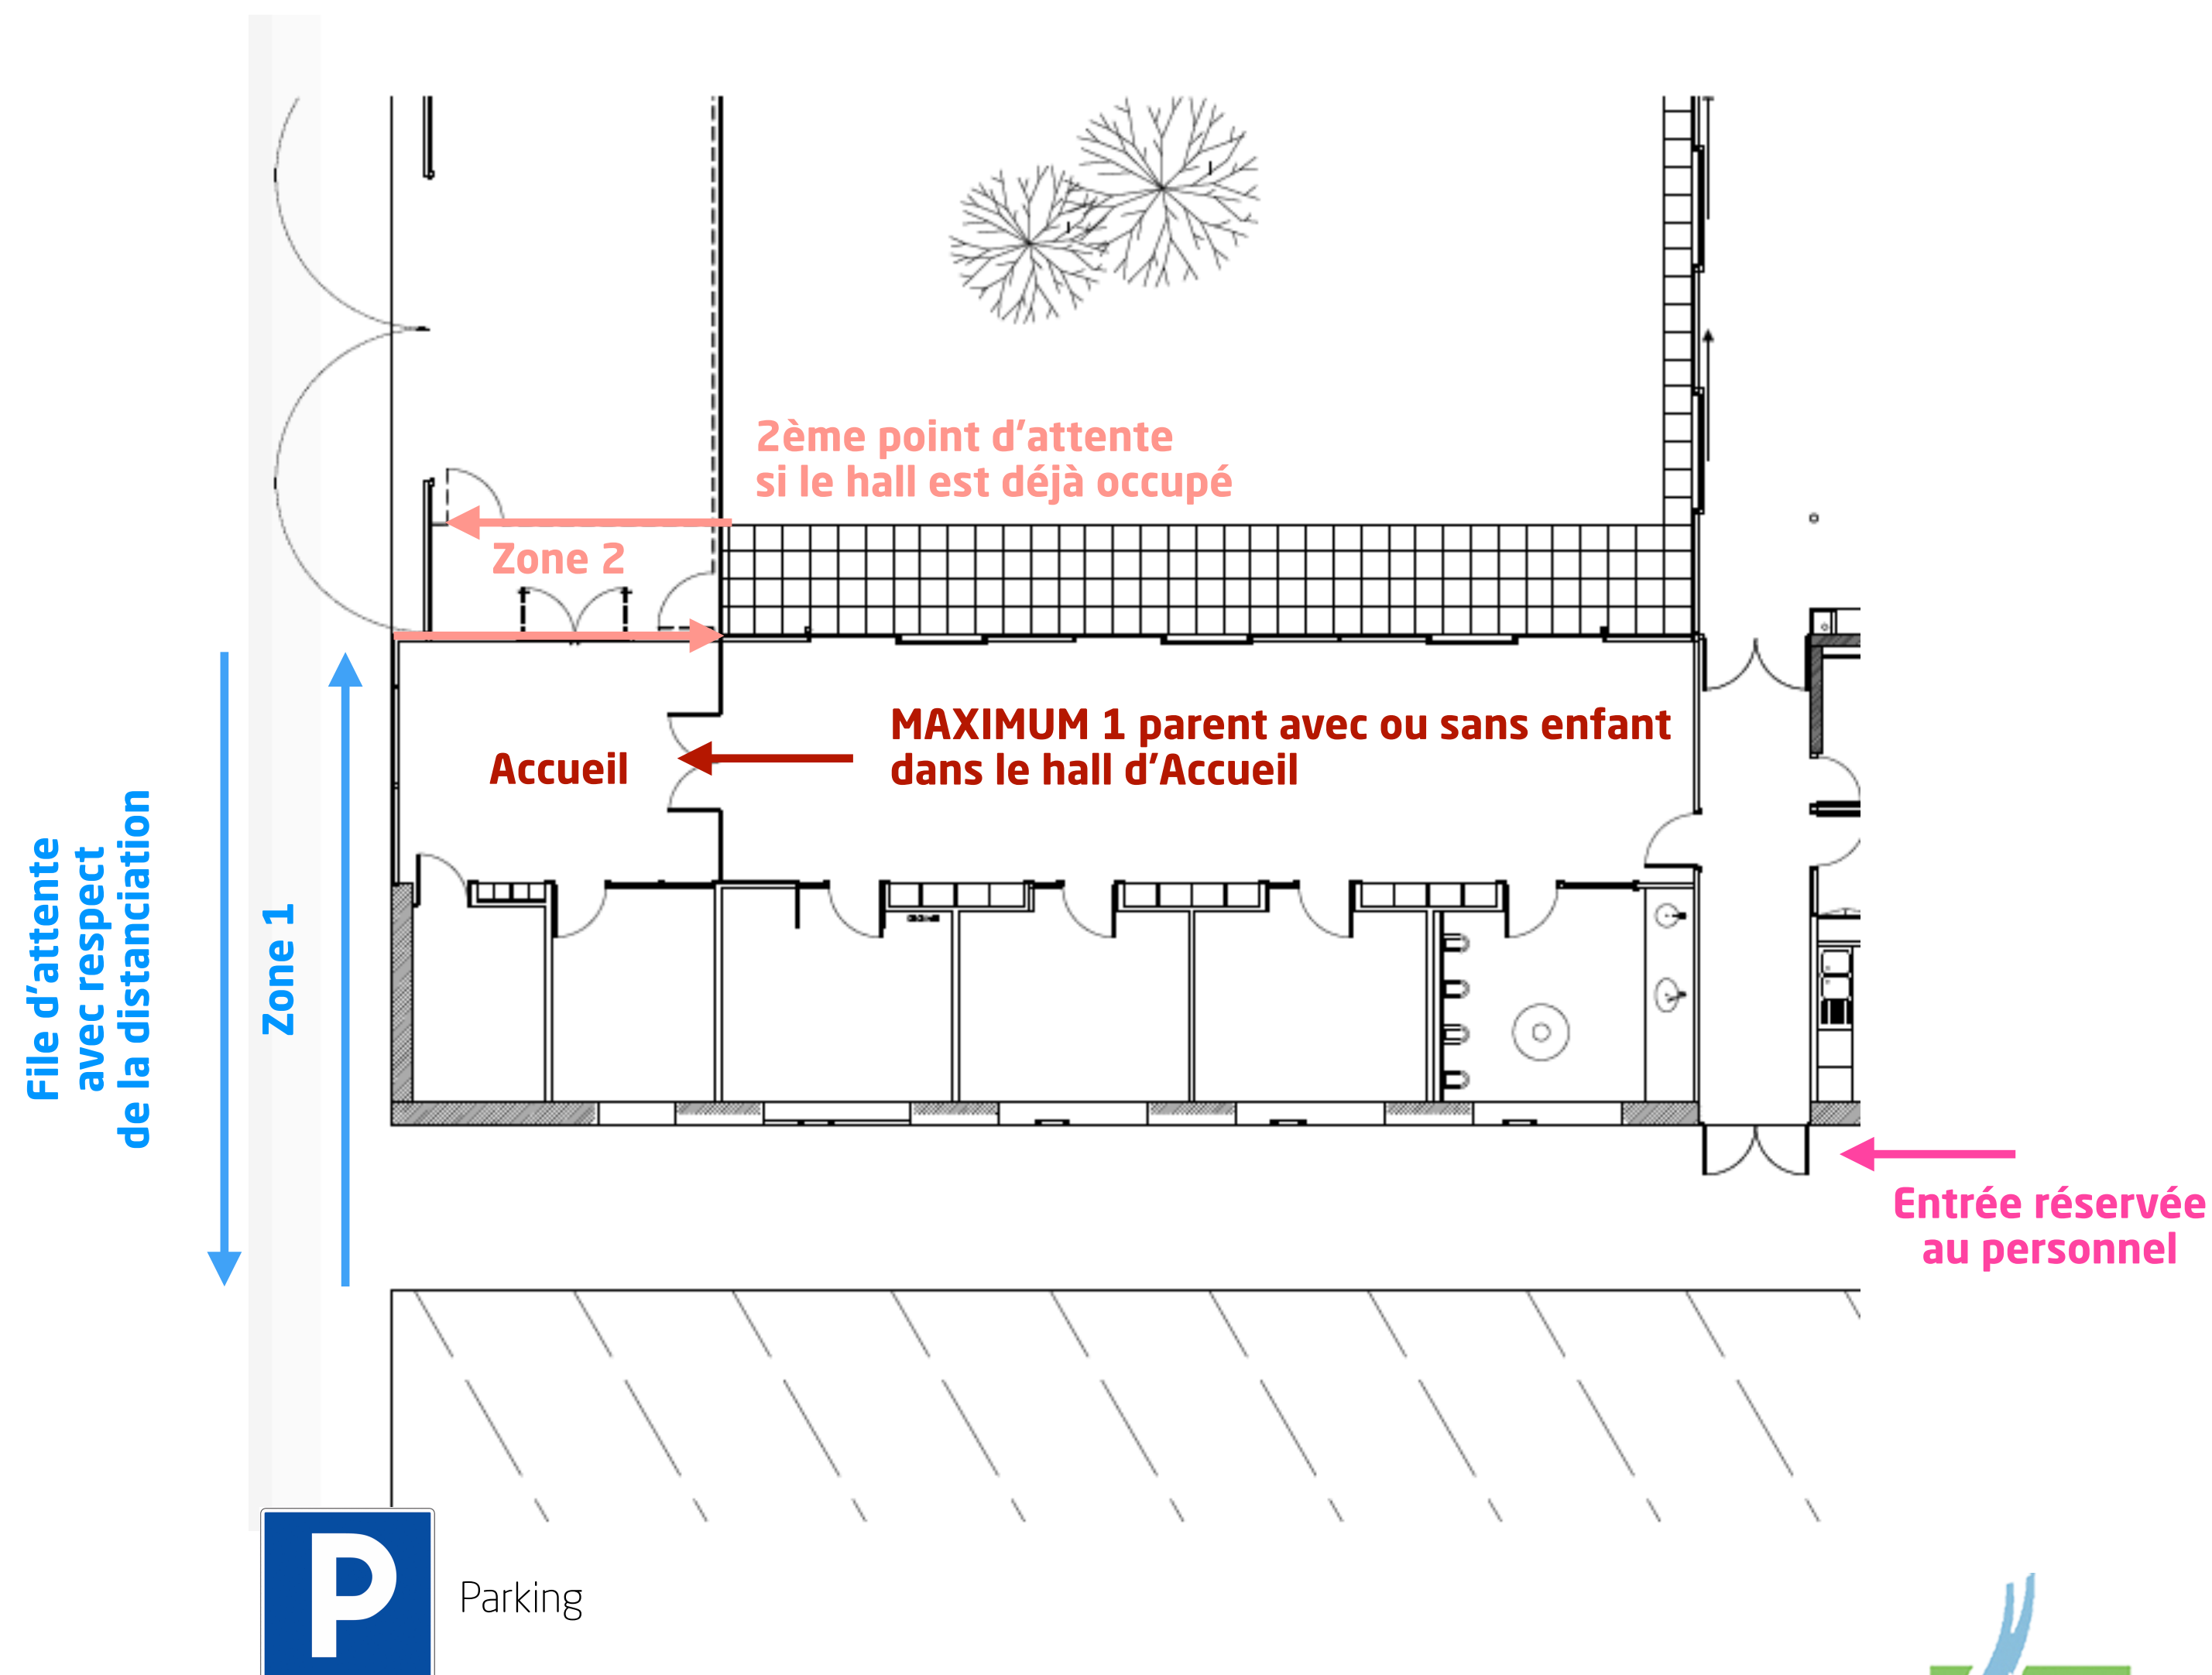 2ème point d'attente
si le hall est déjà occupé
Zone 2
MAXIMUM 1 parent avec ou sans enfant
dans le hall d'Accueil
Accueil
File d'attente
avec respect
de la distanciation
Zone 1
Entrée réservée
au personnel
P
Parking